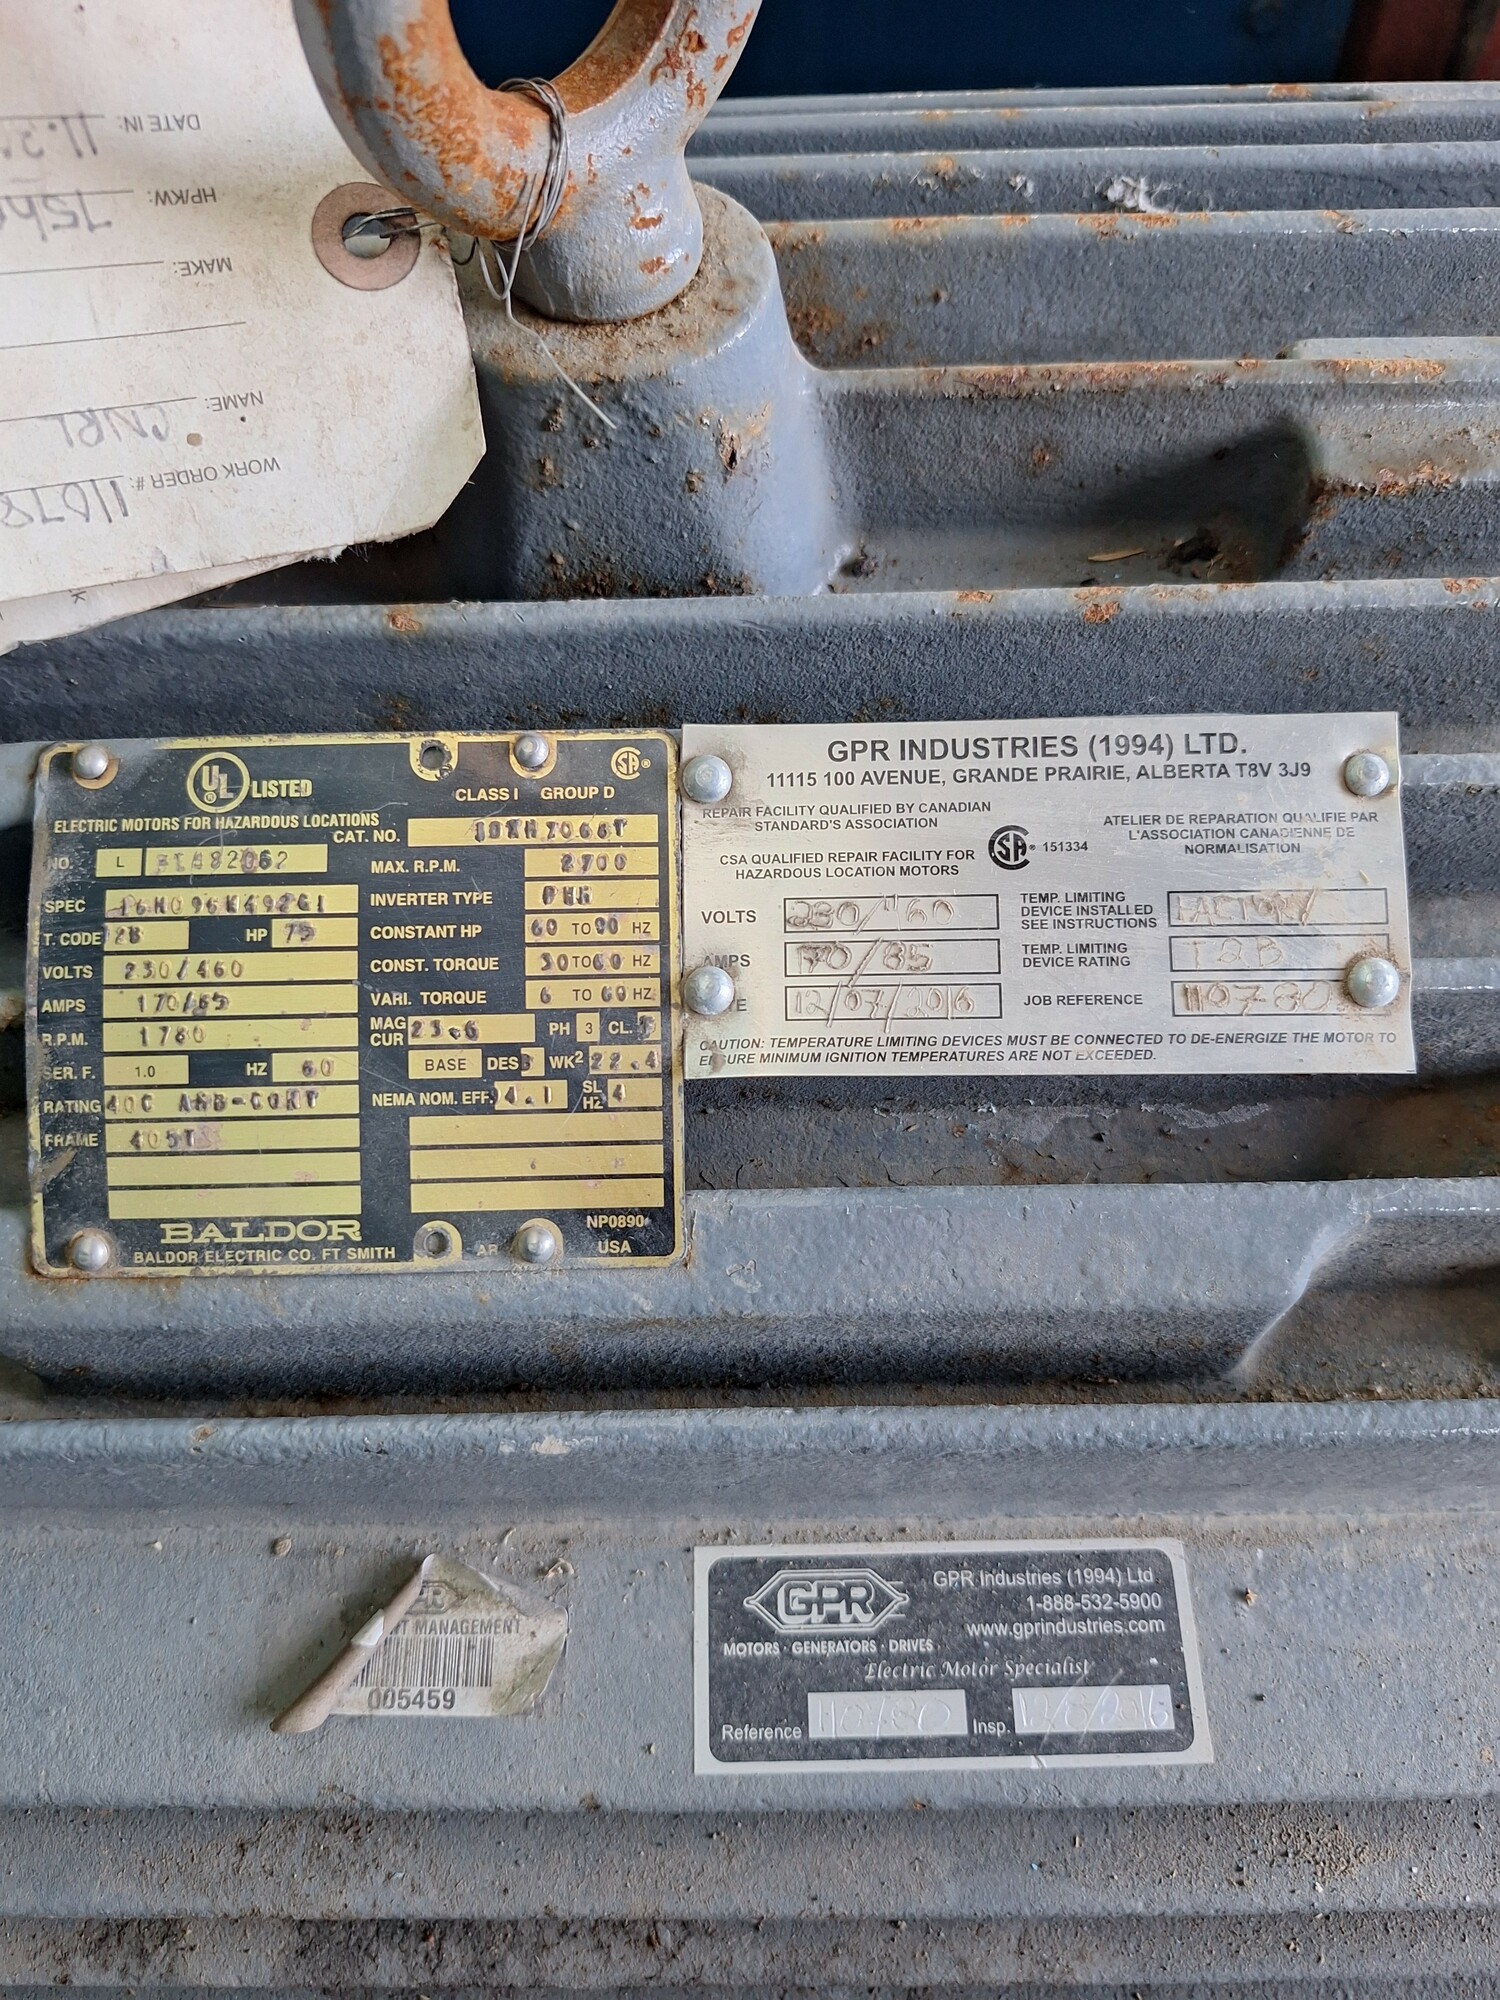 DATE IN:
HP/KW: 75h
MAKE:
NAME: CNRL
WORK ORDER #: 11078
UL LISTED
CLASS I GROUP D
ELECTRIC MOTORS FOR HAZARDOUS LOCATIONS
CAT. NO.
NO. L
MAX. R.P.M. 2700
SPEC
INVERTER TYPE
T. CODE 2B HP 75
CONSTANT HP 60 TO 90 HZ
VOLTS 230/460
CONST. TORQUE 30 TO 60 HZ
AMPS 170/85
VARI. TORQUE 6 TO 60 HZ
R.P.M. 1780
MAG CUR 23.6 PH 3 CL.
SER. F. 1.0 HZ 60
BASE DES WK² 22.4
RATING 40C AMB-CONT
NEMA NOM. EFF. 94.1 SL HZ 4
FRAME 405TS
BALDOR
BALDOR ELECTRIC CO. FT SMITH
AR
NP0890
USA
GPR INDUSTRIES (1994) LTD.
11115 100 AVENUE, GRANDE PRAIRIE, ALBERTA T8V 3J9
REPAIR FACILITY QUALIFIED BY CANADIAN
STANDARD'S ASSOCIATION
ATELIER DE REPARATION QUALIFIE PAR
L'ASSOCIATION CANADIENNE DE
NORMALISATION
151334
CSA QUALIFIED REPAIR FACILITY FOR
HAZARDOUS LOCATION MOTORS
VOLTS 230/460
TEMP. LIMITING
DEVICE INSTALLED
SEE INSTRUCTIONS FACTORY
AMPS 170/85
TEMP. LIMITING
DEVICE RATING T2B
12/07/2016
JOB REFERENCE 110780
CAUTION: TEMPERATURE LIMITING DEVICES MUST BE CONNECTED TO DE-ENERGIZE THE MOTOR TO
ENSURE MINIMUM IGNITION TEMPERATURES ARE NOT EXCEEDED.
MANAGEMENT
005459
GPR
GPR Industries (1994) Ltd
1-888-532-5900
www.gprindustries.com
MOTORS · GENERATORS · DRIVES
Electric Motor Specialist
Reference 110780 Insp.